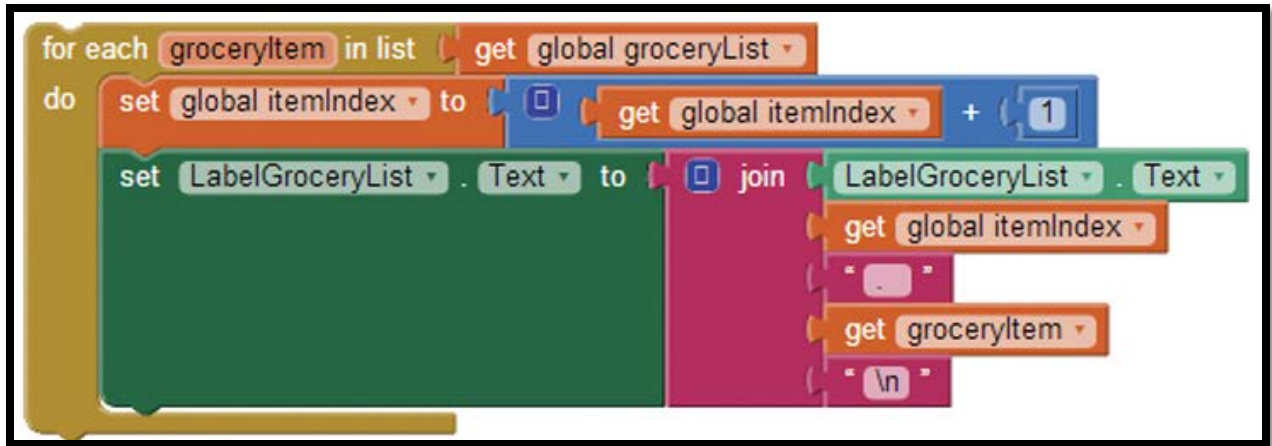 for each groceryItem in list get global groceryList
do set global itemIndex to get global itemIndex + 1
set LabelGroceryList . Text to join LabelGroceryList . Text
get global itemIndex
“ . ”
get groceryItem
“ \n ”